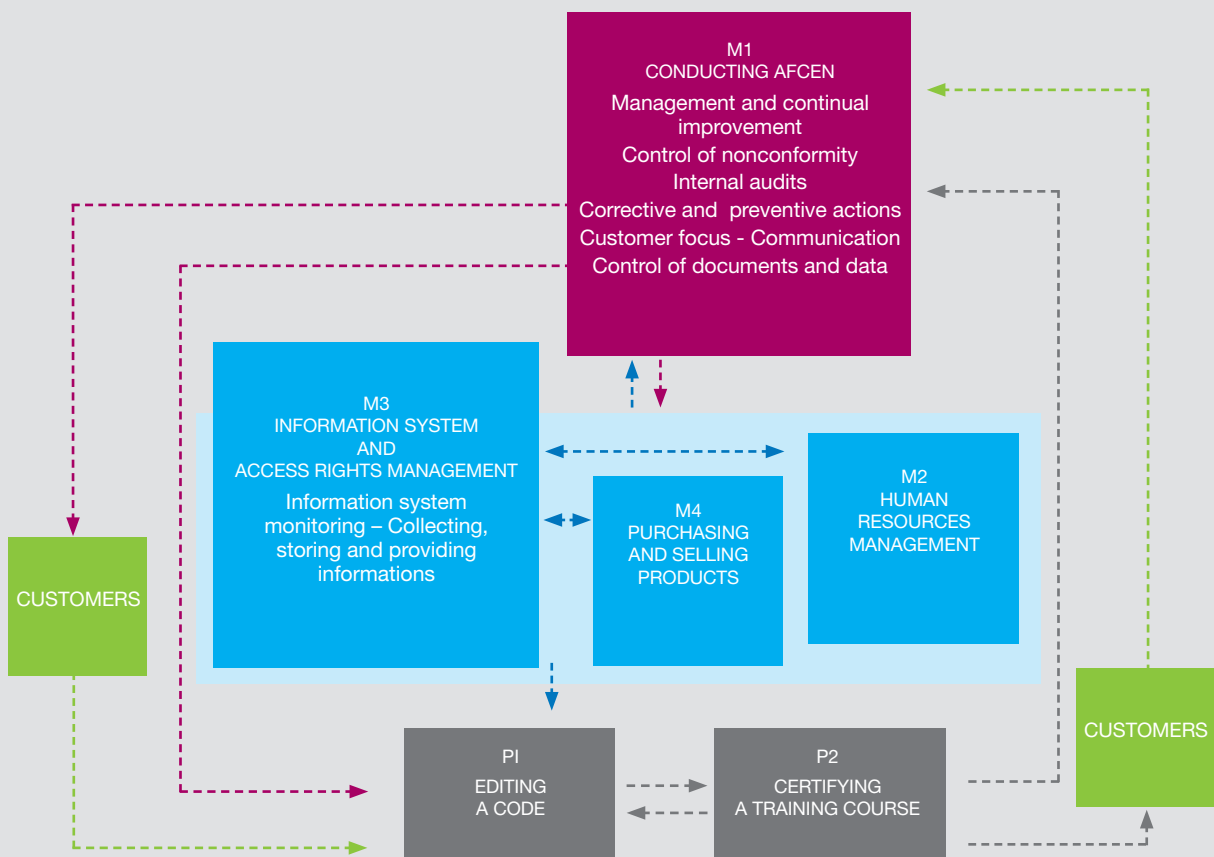 M1
CONDUCTING AFCEN
Management and continual
improvement
Control of nonconformity
Internal audits
Corrective and preventive actions
Customer focus - Communication
Control of documents and data
M3
INFORMATION SYSTEM
AND
ACCESS RIGHTS MANAGEMENT
Information system
monitoring – Collecting,
storing and providing
informations
M4
PURCHASING
AND SELLING
PRODUCTS
M2
HUMAN
RESOURCES
MANAGEMENT
CUSTOMERS
CUSTOMERS
PI
EDITING
A CODE
P2
CERTIFYING
A TRAINING COURSE